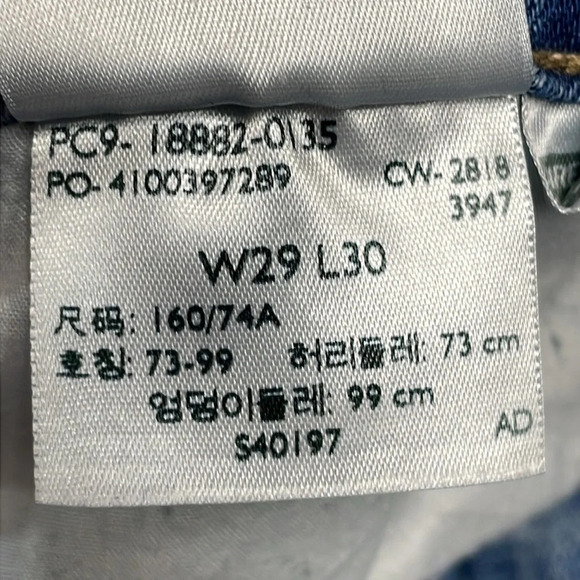 PC9- 18882-0135
PO- 4100397289 CW- 2818
3947
W29 L30
尺码: 160/74A
호칭: 73-99 허리둘레: 73 cm
엉덩이둘레: 99 cm
S40197 AD